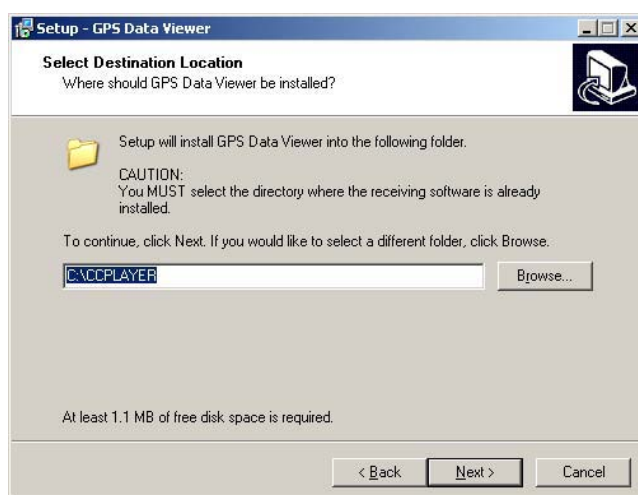 Setup - GPS Data Viewer
Select Destination Location
Where should GPS Data Viewer be installed?
Setup will install GPS Data Viewer into the following folder.
CAUTION:
You MUST select the directory where the receiving software is already
installed.
To continue, click Next. If you would like to select a different folder, click Browse.
C:\CCPLAYER
Browse...
At least 1.1 MB of free disk space is required.
< Back
Next >
Cancel